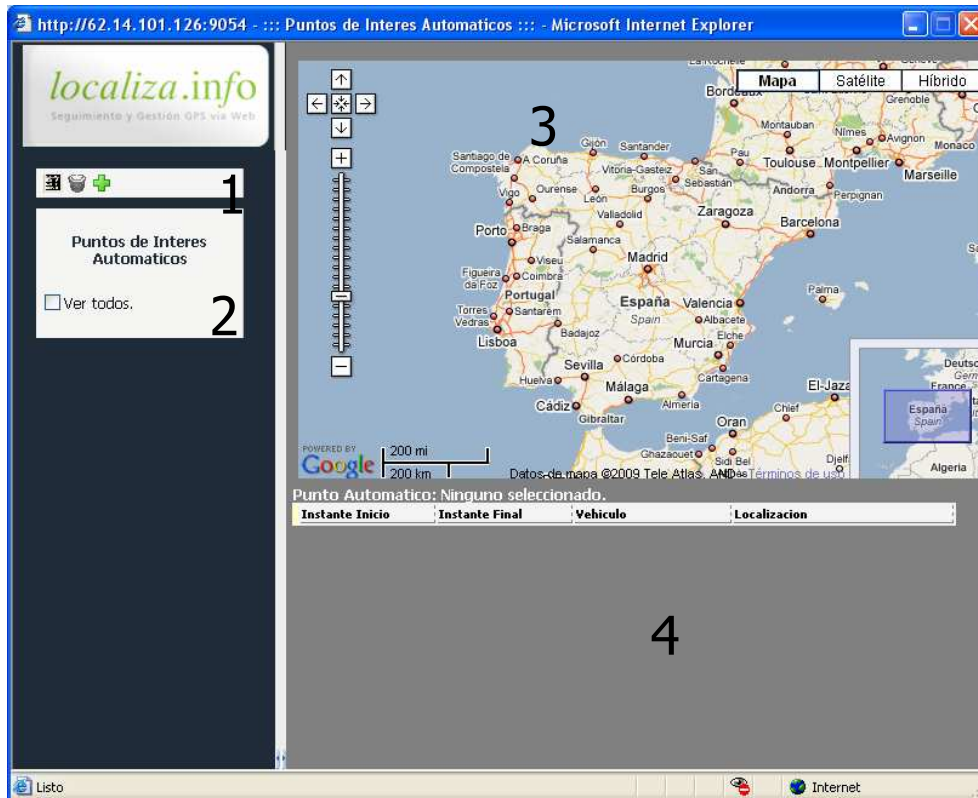 http://62.14.101.126:9054 - ::: Puntos de Interes Automaticos ::: - Microsoft Internet Explorer
localiza.info
Seguimiento y Gestión GPS via Web
1
Puntos de Interes
Automaticos
Ver todos.
2
Mapa Satélite Híbrido
3
La Rochelle
Grenoble
Montauban
Nîmes
Avignon
Monaco
Gijón
Santander
Pau
Toulouse
Montpellier
Marseille
Santiago de
Compostela
A Coruña
Vitoria-Gasteiz
San
Sebastián
Andorra
Perpignan
Vigo
Ourense
León
Burgos
Valladolid
Zaragoza
Barcelona
Porto
Braga
Salamanca
Viseu
Madrid
Figueira
da Foz
Coimbra
Portugal
España
Spain
Valencia
Palma
Torres
Vedras
Santarém
Albacete
Lisboa
Badajoz
Elche
Murcia
Córdoba
Sevilla
Cartagena
Huelva
Málaga
Almería
Cádiz
Gibraltar
El-Jaza
Chlef
Oran
Beni-Saf
Ghazaouet
Sidi Bel
Djelf
Deutsc
Germ
France
España
Spain
Algeria
POWERED BY
Google
200 mi
200 km
Datos de mapa ©2009 Tele Atlas, AND - Términos de uso
Punto Automatico: Ninguno seleccionado.
Instante Inicio Instante Final Vehiculo Localizacion
4
Listo Internet